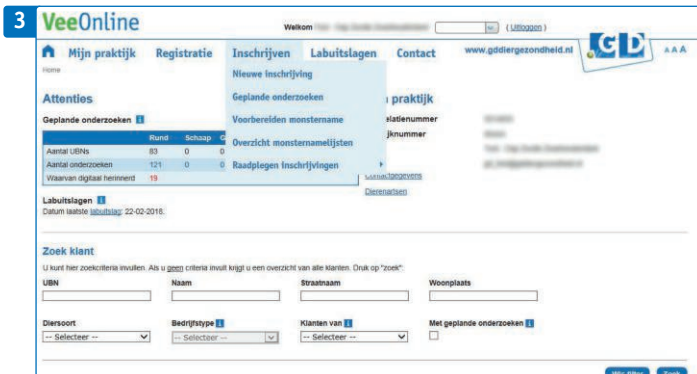 3
VeeOnline
Welkom
( Uitloggen )
Mijn praktijk Registratie Inschrijven Labuitslagen Contact www.gddiergezondheid.nl GD A A A
Home
Nieuwe inschrijving
Geplande onderzoeken
Voorbereiden monstername
Overzicht monsternamelijsten
Raadplegen inschrijvingen
Attenties
praktijk
Geplande onderzoeken i
Rund Schaap
Aantal UBNs 83 0 0
Aantal onderzoeken 121 0 0
Waarvan digitaal herinnerd 19
Contactgegevens
Dierenartsen
Labuitslagen i
Datum laatste labuitslag: 22-02-2018.
Zoek klant
U kunt hier zoekcriteria invullen. Als u geen criteria invult krijgt u een overzicht van alle klanten. Druk op "zoek":
UBN Naam Straatnaam Woonplaats
Diersoort Bedrijfstype i Klanten van i Met geplande onderzoeken i
-- Selecteer -- -- Selecteer -- -- Selecteer --
Zoek